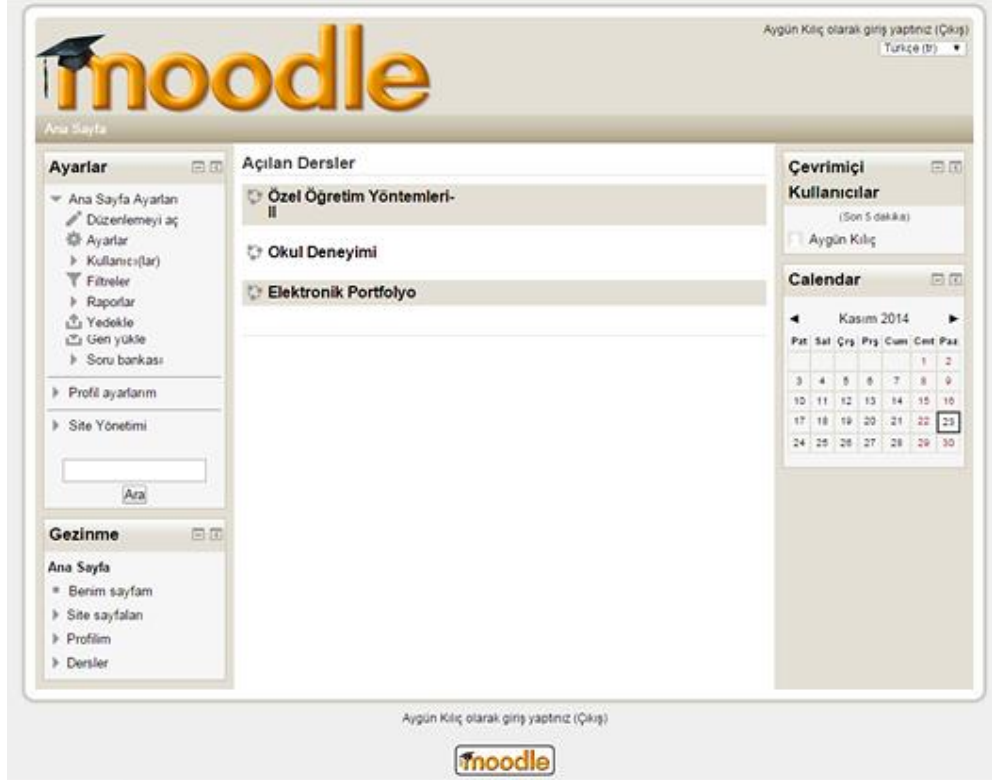 moodle
Aygün Kılıç olarak giriş yaptınız (Çıkış)
Türkçe (tr)
Ana Sayfa
Ayarlar
Ana Sayfa Ayarları
Düzenlemeyi aç
Ayarlar
Kullanıcı(lar)
Filtreler
Raporlar
Yedekle
Geri yükle
Soru bankası
Profil ayarlarım
Site Yönetimi
Ara
Gezinme
Ana Sayfa
Benim sayfam
Site sayfaları
Profilim
Dersler
Açılan Dersler
Özel Öğretim Yöntemleri-
II
Okul Deneyimi
Elektronik Portfolyo
Çevrimiçi
Kullanıcılar
(Son 5 dakika)
Aygün Kılıç
Calendar
Kasım 2014
Pat Sal Çrş Prş Cum Cmt Paz
1 2
3 4 5 6 7 8 9
10 11 12 13 14 15 16
17 18 19 20 21 22 23
24 25 26 27 28 29 30
Aygün Kılıç olarak giriş yaptınız (Çıkış)
moodle